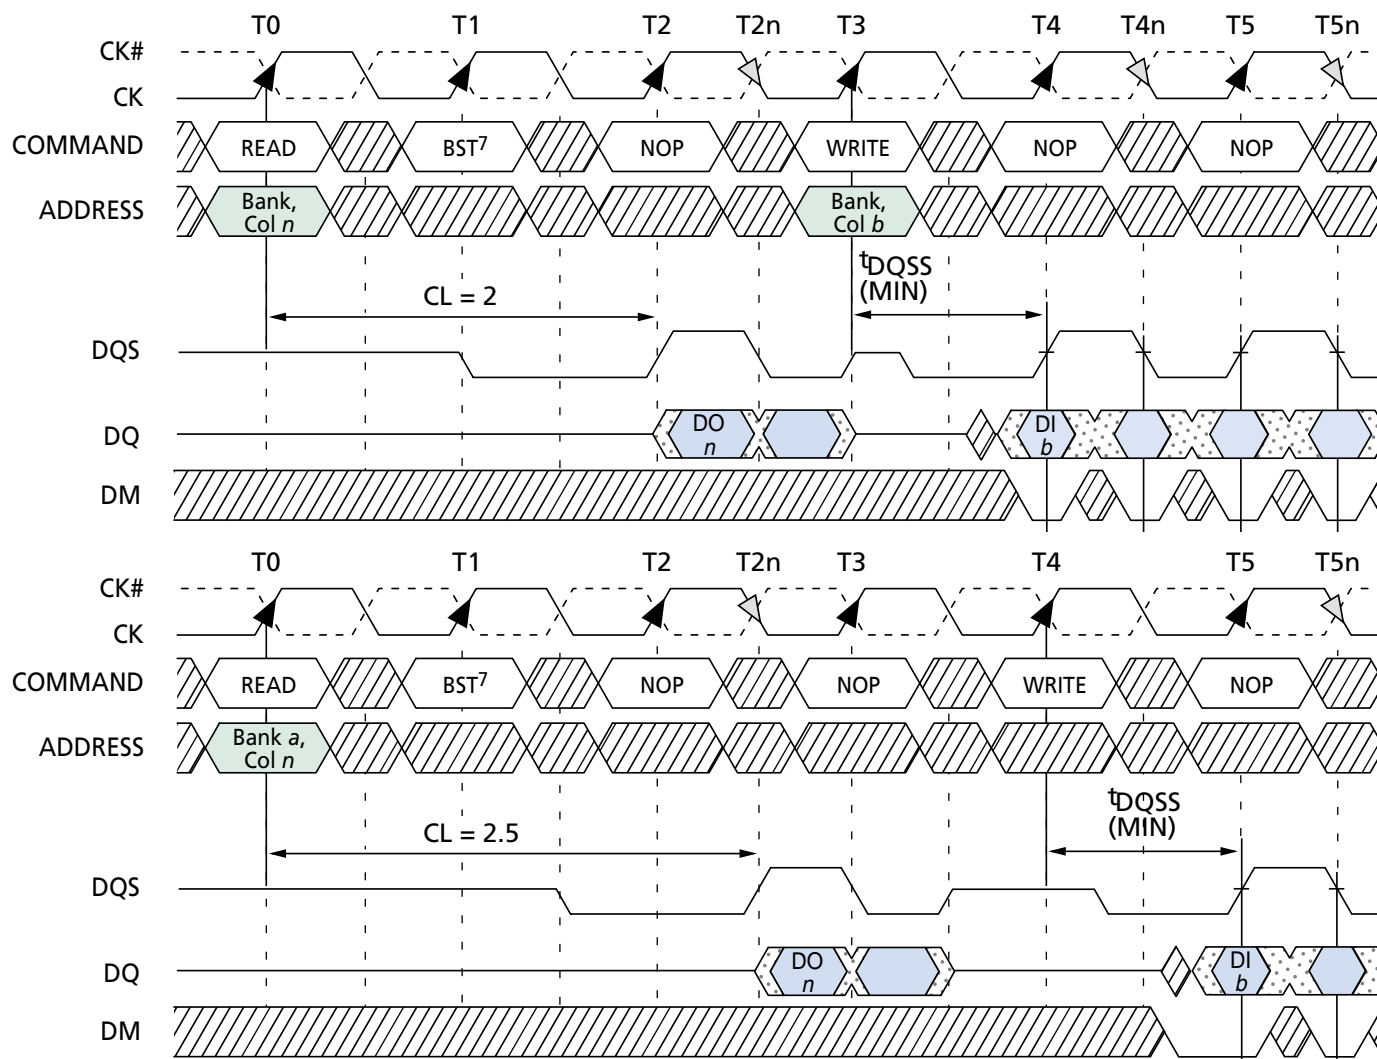 T0 T1 T2 T2n T3 T4 T4n T5 T5n
CK#
CK
COMMAND READ BST7 NOP WRITE NOP NOP
ADDRESS Bank, Col n Bank, Col b
tDQSS
(MIN)
CL = 2
DQS
DQ DO n DI b
DM
T0 T1 T2 T2n T3 T4 T5 T5n
CK#
CK
COMMAND READ BST7 NOP NOP WRITE NOP
ADDRESS Bank a, Col n
tDQSS
(MIN)
CL = 2.5
DQS
DQ DO n DI b
DM